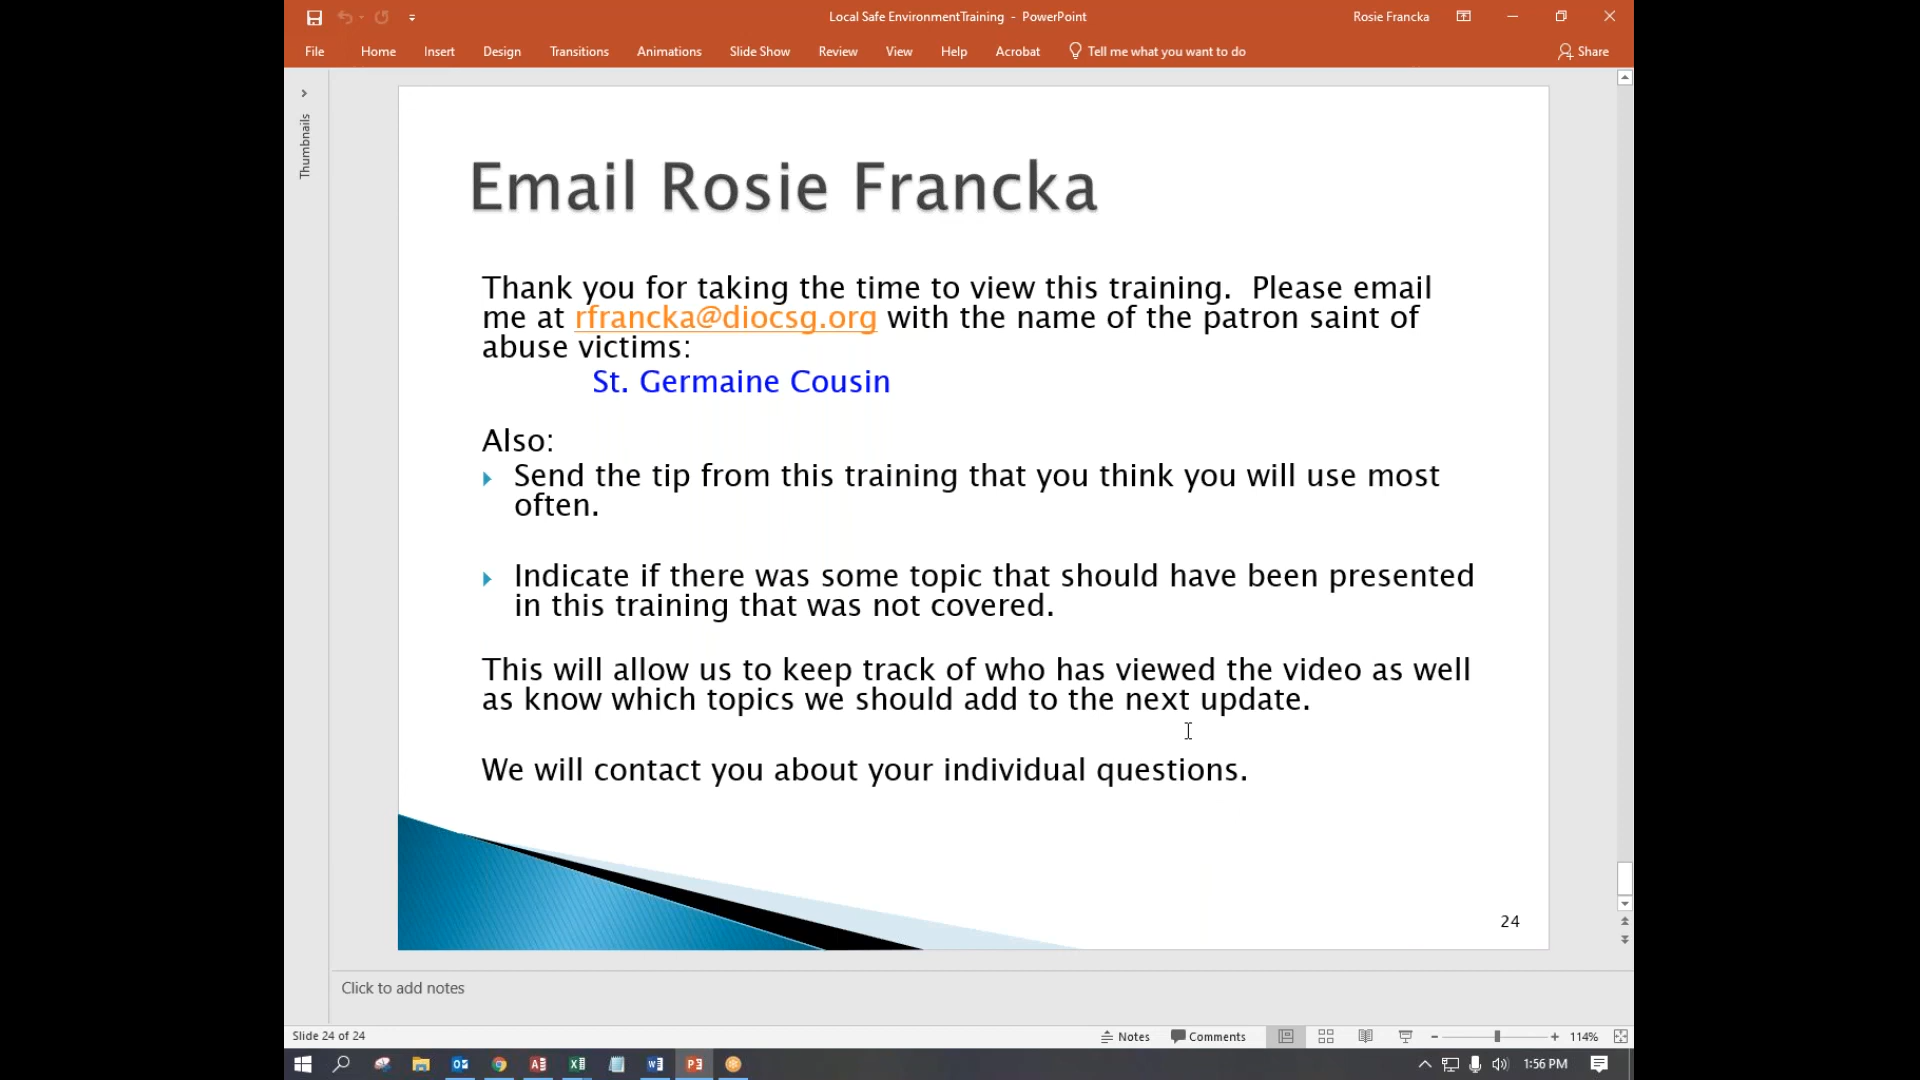 Local Safe EnvironmentTraining - PowerPoint
Rosie Francka
File Home Insert Design Transitions Animations Slide Show Review View Help Acrobat Tell me what you want to do Share
Thumbnails
Email Rosie Francka
Thank you for taking the time to view this training. Please email
me at rfrancka@diocsg.org with the name of the patron saint of
abuse victims:
St. Germaine Cousin
Also:
Send the tip from this training that you think you will use most
often.
Indicate if there was some topic that should have been presented
in this training that was not covered.
This will allow us to keep track of who has viewed the video as well
as know which topics we should add to the next update.
We will contact you about your individual questions.
24
Click to add notes
Slide 24 of 24
Notes Comments 114%
1:56 PM